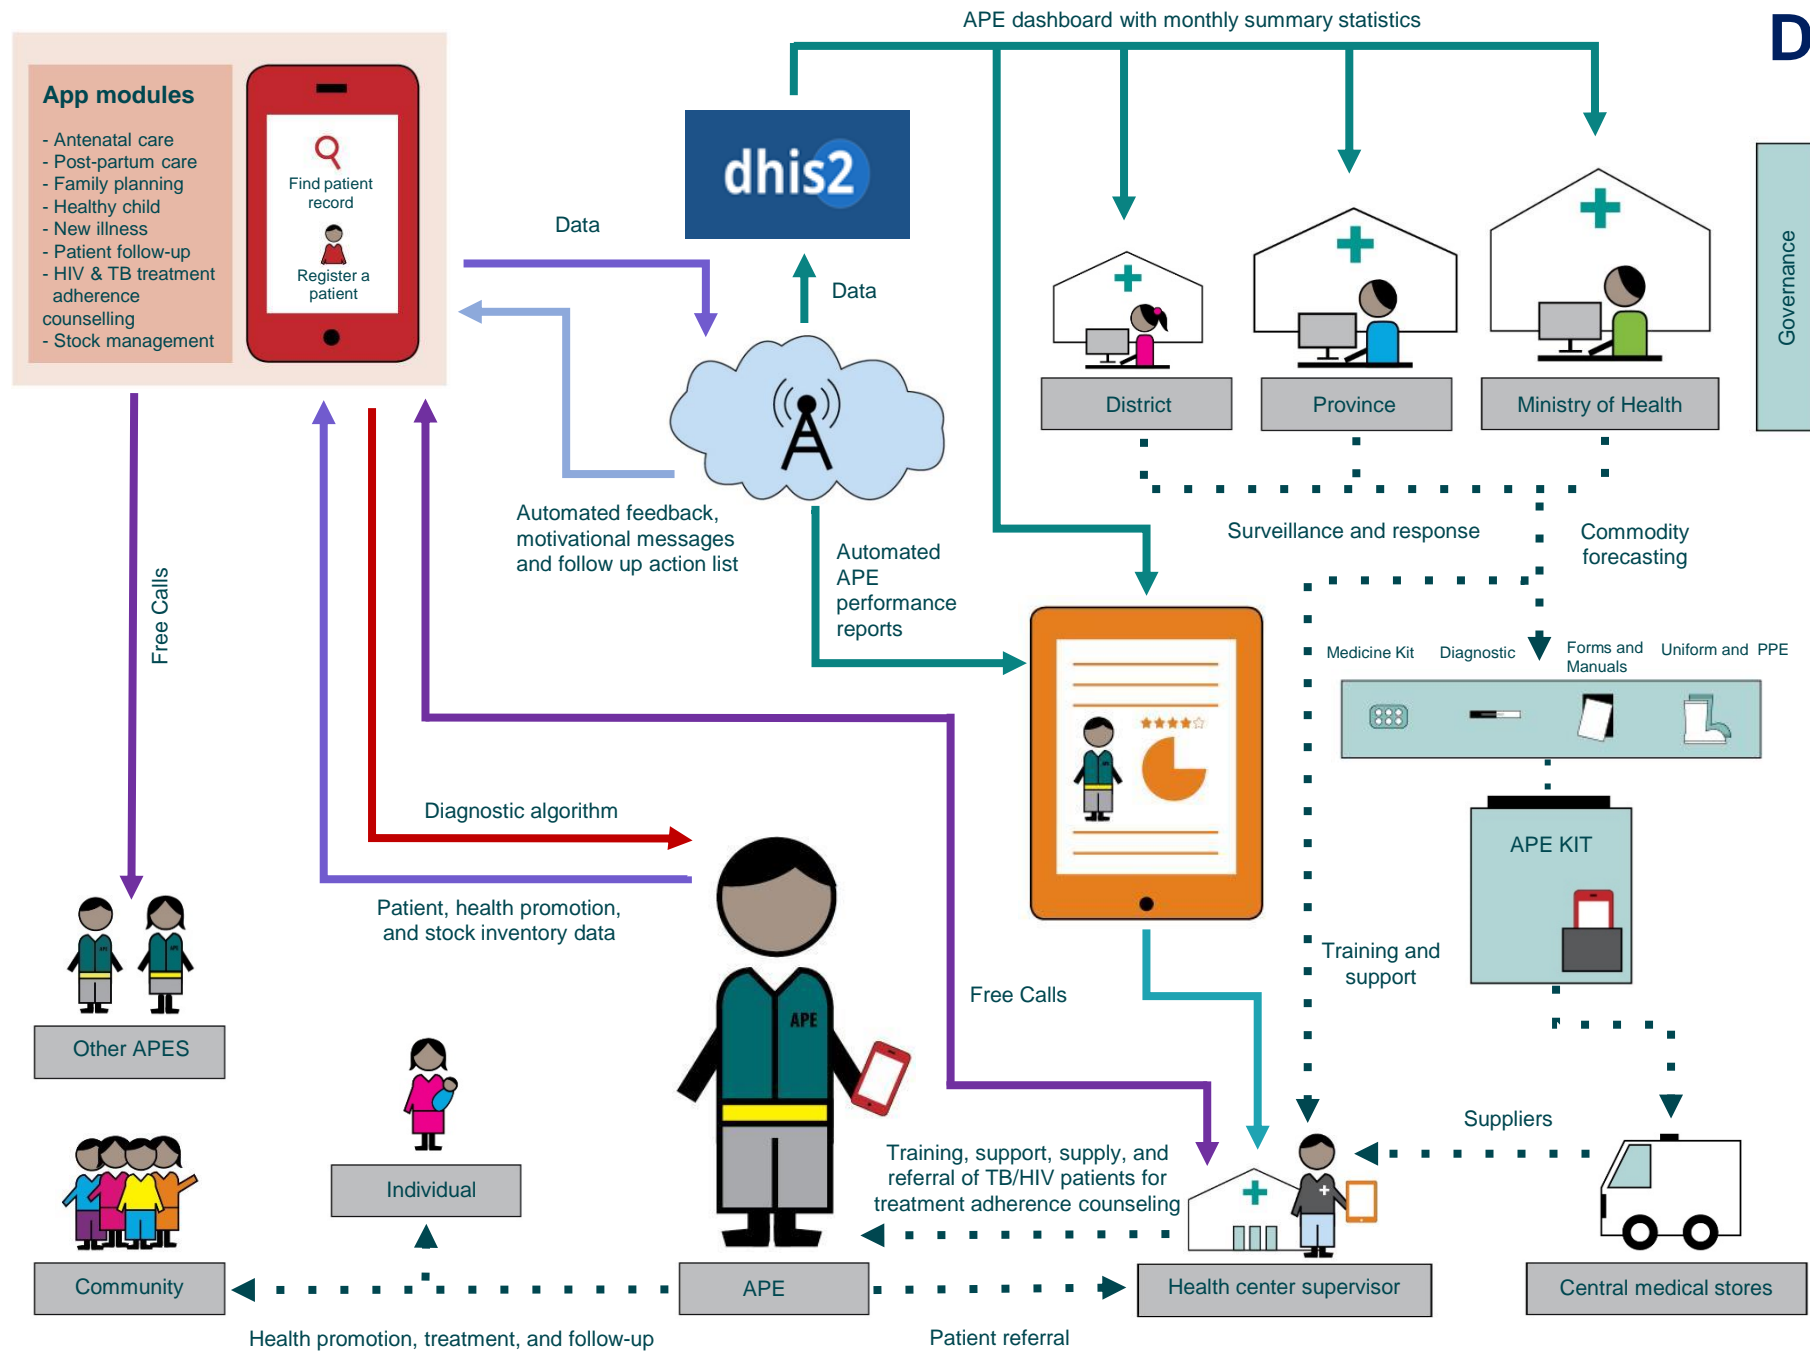 APE dashboard with monthly summary statistics
D
App modules
- Antenatal care
- Post-partum care
- Family planning
- Healthy child
- New illness
- Patient follow-up
- HIV & TB treatment
adherence
counselling
- Stock management
Find patient
record
Register a
patient
Data
dhis2
Data
Governance
District
Province
Ministry of Health
Automated feedback,
motivational messages
and follow up action list
Automated
APE
performance
reports
Surveillance and response
Commodity
forecasting
Free Calls
Medicine Kit
Diagnostic
Forms and
Manuals
Uniform and PPE
APE KIT
Diagnostic algorithm
Patient, health promotion,
and stock inventory data
Training and
support
Free Calls
APE
APE
APE
APE
Other APES
Individual
Suppliers
Training, support, supply, and
referral of TB/HIV patients for
treatment adherence counseling
Community
APE
Health center supervisor
Central medical stores
Health promotion, treatment, and follow-up
Patient referral